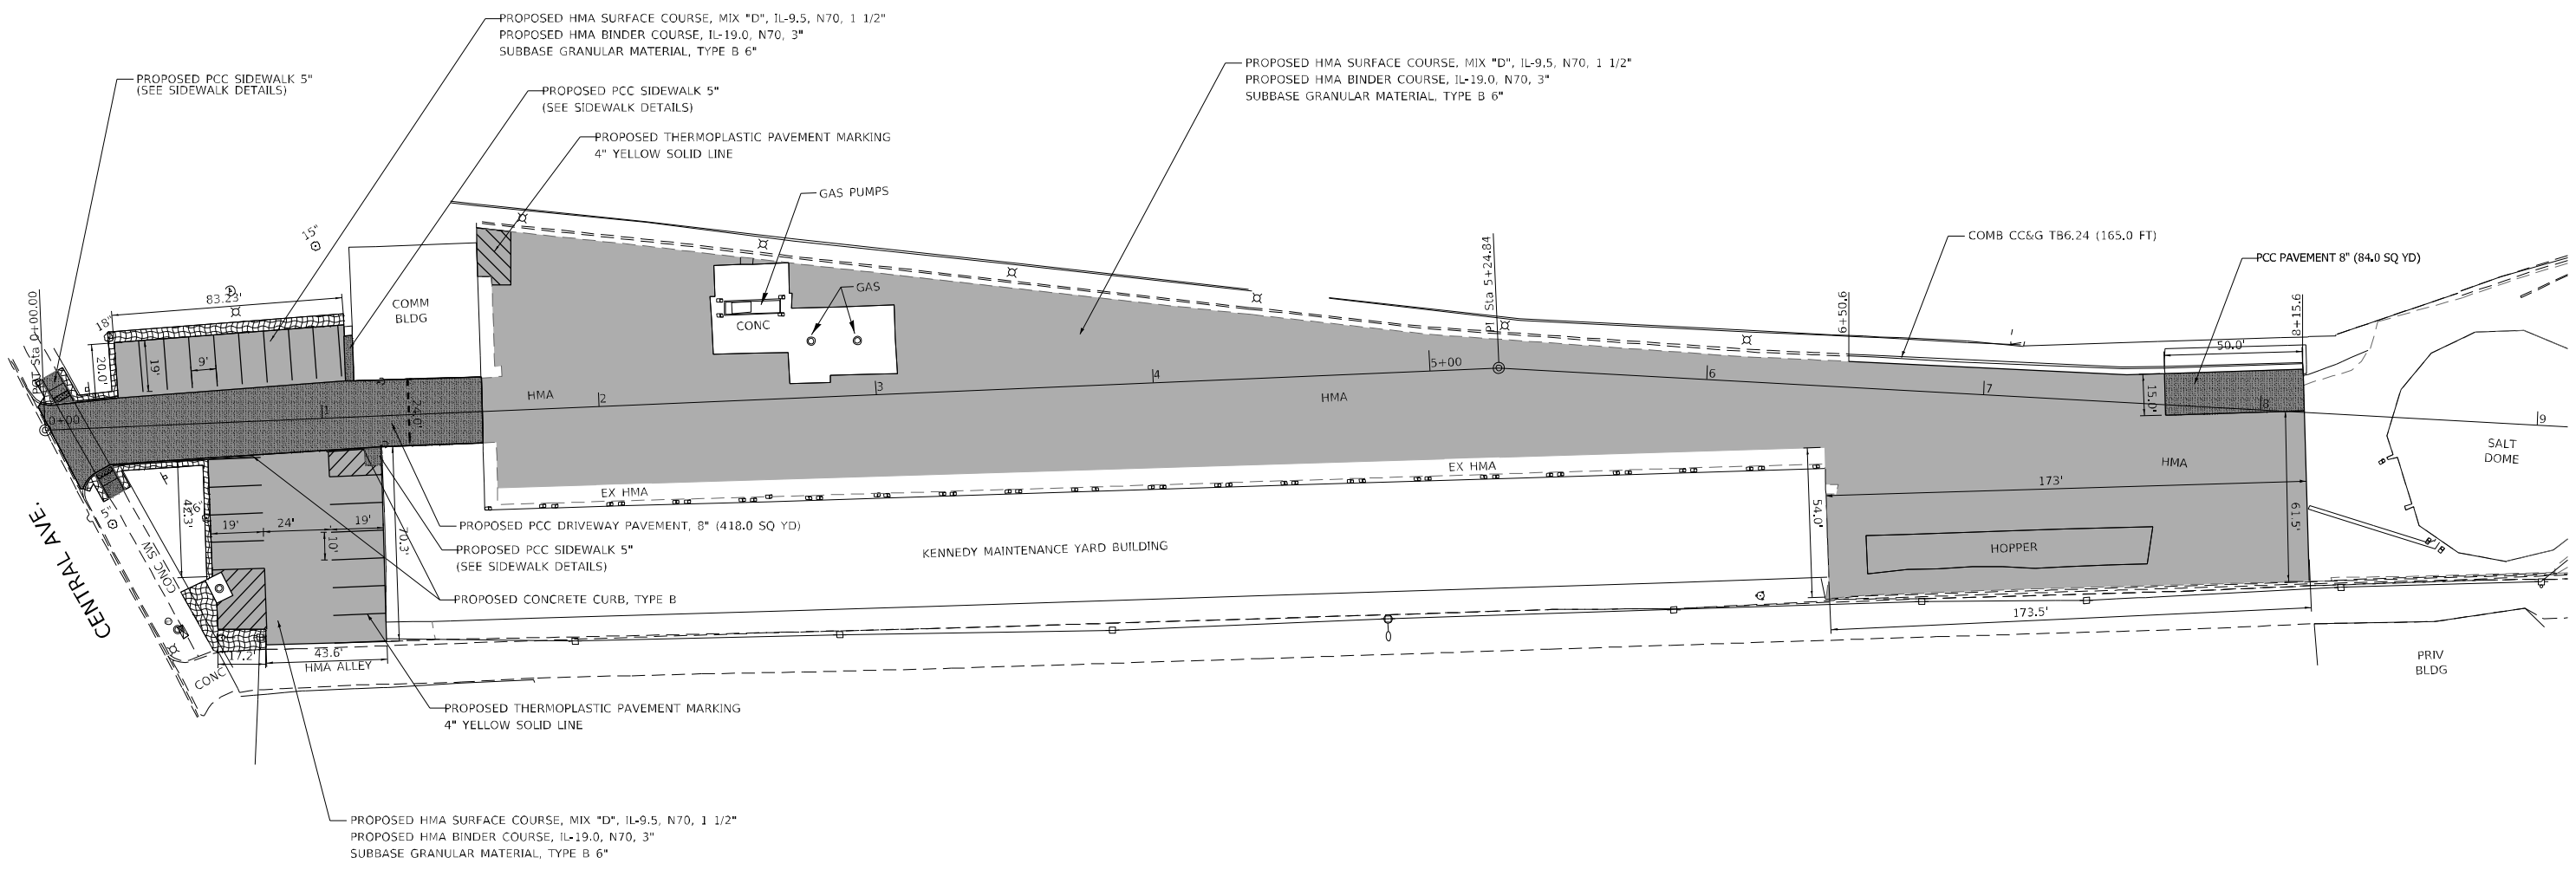 PROPOSED HMA SURFACE COURSE, MIX "D", IL-9.5, N70, 1 1/2"
PROPOSED HMA BINDER COURSE, IL-19.0, N70, 3"
SUBBASE GRANULAR MATERIAL, TYPE B 6"
PROPOSED PCC SIDEWALK 5"
(SEE SIDEWALK DETAILS)
PROPOSED HMA SURFACE COURSE, MIX "D", IL-9.5, N70, 1 1/2"
PROPOSED HMA BINDER COURSE, IL-19.0, N70, 3"
SUBBASE GRANULAR MATERIAL, TYPE B 6"
PROPOSED PCC SIDEWALK 5"
(SEE SIDEWALK DETAILS)
PROPOSED THERMOPLASTIC PAVEMENT MARKING
4" YELLOW SOLID LINE
GAS PUMPS
15"
COMB CC&G TB6.24 (165.0 FT)
PCC PAVEMENT 8" (84.0 SQ YD)
83.23'
COMM
BLDG
GAS
CONC
PI Sta 5+24.84
6+50.6
8+15.6
50.0'
18"
Sta 0+00.00
20.0'
19'
9'
15.0'
0+00
1
2
3
4
5+00
6
7
8
9
24.0'
HMA
HMA
HMA
SALT
DOME
EX HMA
EX HMA
173'
54.0'
61.5'
42.3'
5"
19'
24'
19'
10'
70.3'
PROPOSED PCC DRIVEWAY PAVEMENT, 8" (418.0 SQ YD)
PROPOSED PCC SIDEWALK 5"
(SEE SIDEWALK DETAILS)
KENNEDY MAINTENANCE YARD BUILDING
HOPPER
PROPOSED CONCRETE CURB, TYPE B
CENTRAL AVE.
CONC SW
173.5'
17.2'
43.6'
HMA ALLEY
CONC
PRIV
BLDG
PROPOSED THERMOPLASTIC PAVEMENT MARKING
4" YELLOW SOLID LINE
PROPOSED HMA SURFACE COURSE, MIX "D", IL-9.5, N70, 1 1/2"
PROPOSED HMA BINDER COURSE, IL-19.0, N70, 3"
SUBBASE GRANULAR MATERIAL, TYPE B 6"